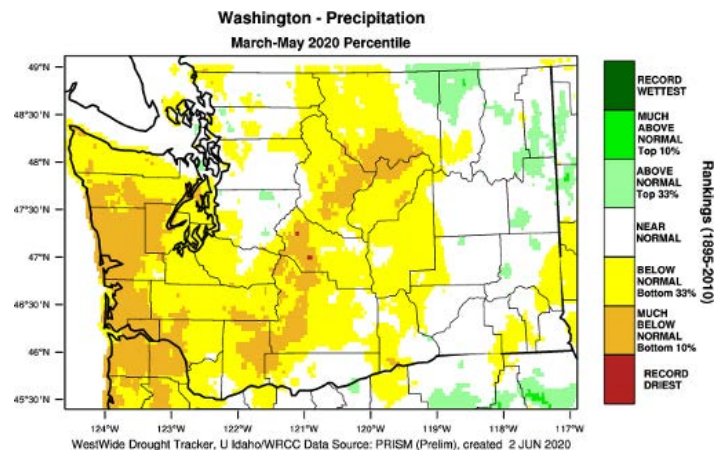 Washington - Precipitation
March-May 2020 Percentile
49°N
48°30'N
48°N
47°30'N
47°N
46°30'N
46°N
45°30'N
124°W
123°W
122°W
121°W
120°W
119°W
118°W
117°W
RECORD
WETTEST
MUCH
ABOVE
NORMAL
Top 10%
ABOVE
NORMAL
Top 33%
NEAR
NORMAL
BELOW
NORMAL
Bottom 33%
MUCH
BELOW
NORMAL
Bottom 10%
RECORD
DRIEST
Rankings (1895-2010)
WestWide Drought Tracker, U Idaho/WRCC Data Source: PRISM (Prelim), created 2 JUN 2020